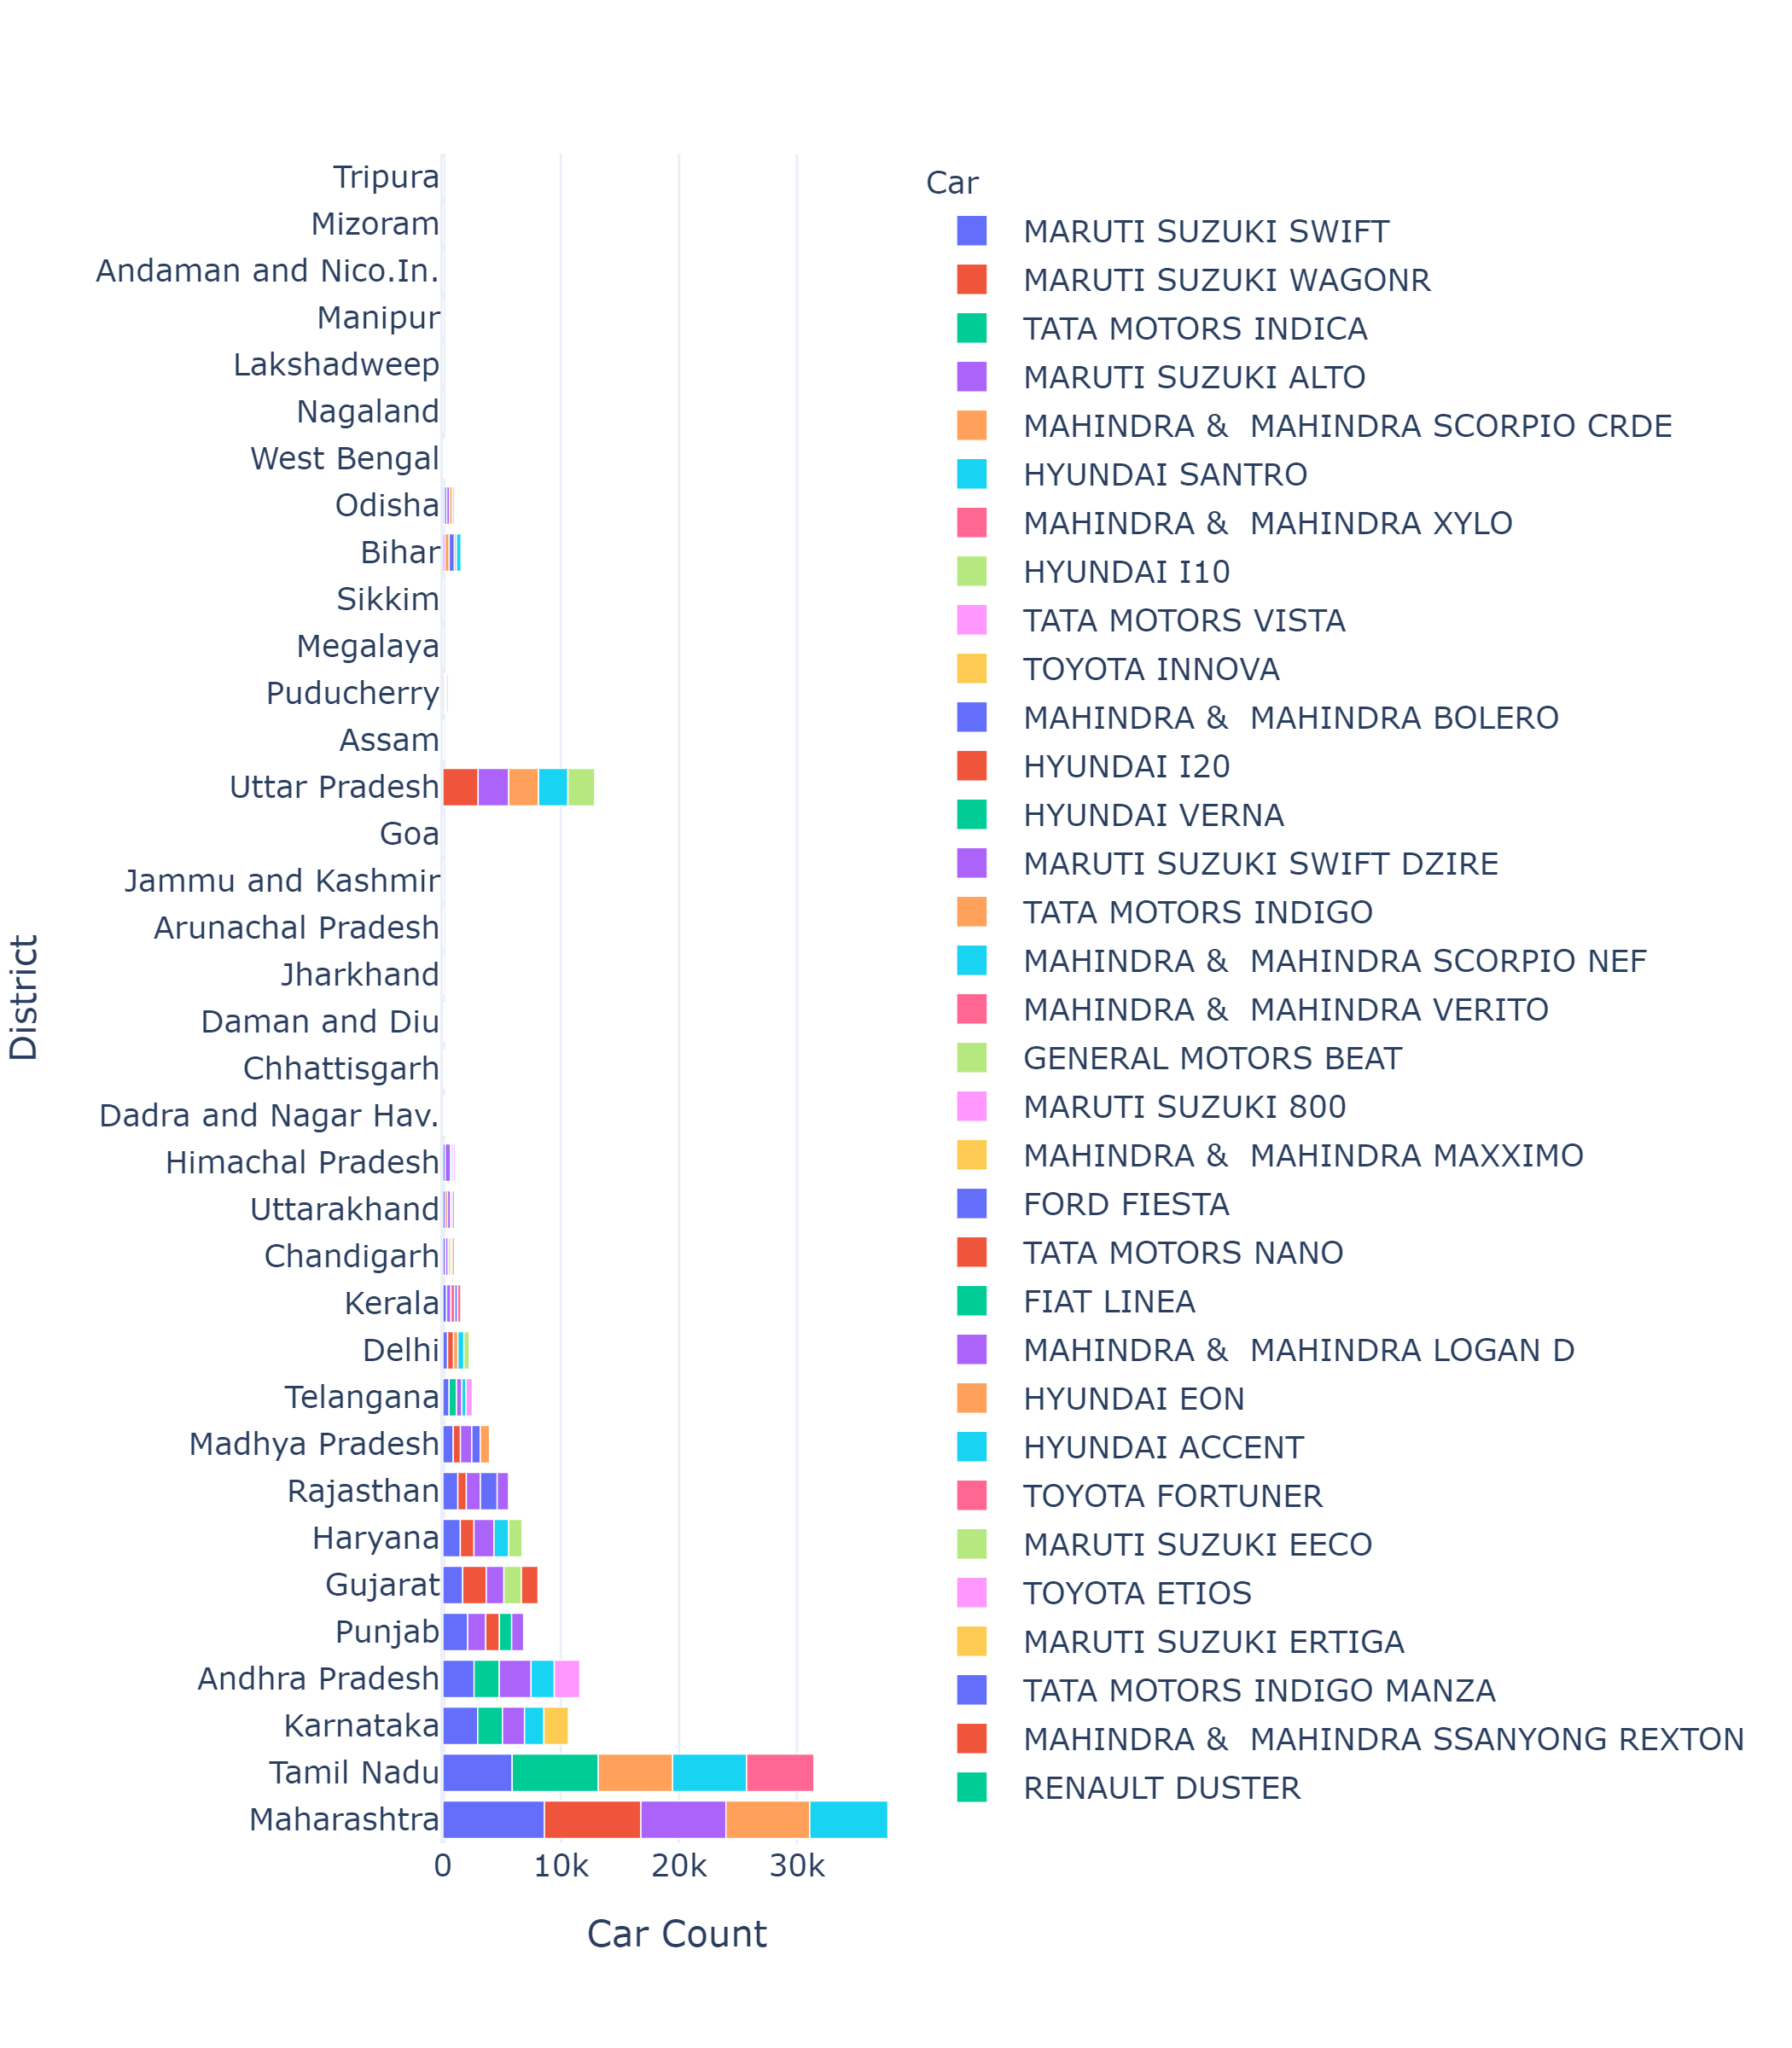 Tripura
Mizoram
Andaman and Nico.In.
Manipur
Lakshadweep
Nagaland
West Bengal
Odisha
Bihar
Sikkim
Megalaya
Puducherry
Assam
Uttar Pradesh
Goa
Jammu and Kashmir
Arunachal Pradesh
Jharkhand
Daman and Diu
Chhattisgarh
Dadra and Nagar Hav.
Himachal Pradesh
Uttarakhand
Chandigarh
Kerala
Delhi
Telangana
Madhya Pradesh
Rajasthan
Haryana
Gujarat
Punjab
Andhra Pradesh
Karnataka
Tamil Nadu
Maharashtra
District
0 10k 20k 30k
Car Count
Car
MARUTI SUZUKI SWIFT
MARUTI SUZUKI WAGONR
TATA MOTORS INDICA
MARUTI SUZUKI ALTO
MAHINDRA &  MAHINDRA SCORPIO CRDE
HYUNDAI SANTRO
MAHINDRA &  MAHINDRA XYLO
HYUNDAI I10
TATA MOTORS VISTA
TOYOTA INNOVA
MAHINDRA &  MAHINDRA BOLERO
HYUNDAI I20
HYUNDAI VERNA
MARUTI SUZUKI SWIFT DZIRE
TATA MOTORS INDIGO
MAHINDRA &  MAHINDRA SCORPIO NEF
MAHINDRA &  MAHINDRA VERITO
GENERAL MOTORS BEAT
MARUTI SUZUKI 800
MAHINDRA &  MAHINDRA MAXXIMO
FORD FIESTA
TATA MOTORS NANO
FIAT LINEA
MAHINDRA &  MAHINDRA LOGAN D
HYUNDAI EON
HYUNDAI ACCENT
TOYOTA FORTUNER
MARUTI SUZUKI EECO
TOYOTA ETIOS
MARUTI SUZUKI ERTIGA
TATA MOTORS INDIGO MANZA
MAHINDRA &  MAHINDRA SSANYONG REXTON
RENAULT DUSTER